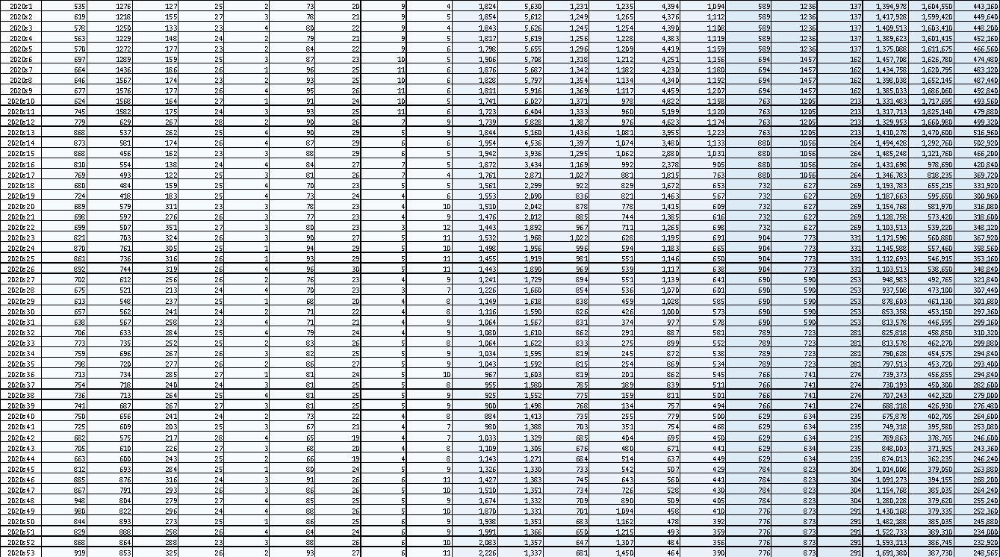 2020s1 535 1276 127 25 2 73 20 9 4 1,824 5,630 1,231 1,235 4,394 1,094 589 1236 137 1,394,978 1,604,550 443,160
2020s2 619 1218 155 27 3 78 22 9 5 1,854 5,612 1,249 1,265 4,376 1,112 589 1236 137 1,417,928 1,599,420 449,640
2020s3 578 1250 133 23 4 80 22 9 4 1,843 5,626 1,245 1,254 4,390 1,108 589 1236 137 1,409,513 1,603,410 448,200
2020s4 563 1229 148 24 2 79 21 9 5 1,817 5,619 1,256 1,228 4,383 1,119 589 1236 137 1,389,623 1,601,415 452,160
2020s5 570 1272 177 23 2 84 22 9 6 1,798 5,655 1,296 1,209 4,419 1,159 589 1236 137 1,375,088 1,611,675 466,560
2020s6 697 1289 159 25 3 87 23 10 5 1,906 5,708 1,318 1,212 4,251 1,156 694 1457 162 1,457,708 1,626,780 474,480
2020s7 664 1436 186 26 1 96 25 11 6 1,876 5,687 1,342 1,182 4,230 1,180 694 1457 162 1,434,758 1,620,795 483,120
2020s8 646 1567 174 23 2 93 25 10 6 1,828 5,797 1,354 1,134 4,340 1,192 694 1457 162 1,398,038 1,652,145 487,440
2020s9 677 1576 177 26 4 95 26 11 6 1,811 5,916 1,369 1,117 4,459 1,207 694 1457 162 1,385,033 1,686,060 492,840
2020s10 624 1568 164 27 1 91 24 10 5 1,741 6,027 1,371 978 4,822 1,158 763 1205 213 1,331,483 1,717,695 493,560
2020s11 745 1582 175 24 3 93 25 11 6 1,723 6,404 1,333 960 5,199 1,120 763 1205 213 1,317,713 1,825,140 479,880
2020s12 779 629 267 28 2 90 26 7 9 1,739 5,828 1,387 976 4,623 1,174 763 1205 213 1,329,953 1,660,980 499,320
2020s13 868 537 262 25 4 90 29 5 9 1,844 5,160 1,436 1,081 3,955 1,223 763 1205 213 1,410,278 1,470,600 516,960
2020s14 873 581 174 26 4 87 29 6 6 1,954 4,536 1,397 1,074 3,480 1,133 880 1056 264 1,494,428 1,292,760 502,920
2020s15 868 456 162 23 3 88 29 6 5 1,942 3,936 1,295 1,062 2,880 1,031 880 1056 264 1,485,248 1,121,760 466,200
2020s16 810 554 138 24 4 84 27 7 5 1,872 3,434 1,169 992 2,378 905 880 1056 264 1,431,698 978,690 420,840
2020s17 769 493 122 25 3 81 26 7 4 1,761 2,871 1,027 881 1,815 763 880 1056 264 1,346,783 818,235 369,720
2020s18 680 484 159 25 4 70 23 5 5 1,561 2,299 922 829 1,672 653 732 627 269 1,193,783 655,215 331,920
2020s19 724 418 183 25 4 73 24 4 6 1,553 2,090 836 821 1,463 567 732 627 269 1,187,663 595,650 300,960
2020s20 689 579 311 23 3 78 23 4 10 1,510 2,042 878 778 1,415 609 732 627 269 1,154,768 581,970 316,080
2020s21 698 597 276 26 3 77 23 4 9 1,476 2,012 885 744 1,385 616 732 627 269 1,128,758 573,420 318,600
2020s22 699 507 351 27 3 80 23 3 12 1,443 1,892 967 711 1,265 698 732 627 269 1,103,513 539,220 348,120
2020s23 821 703 324 26 3 90 27 5 11 1,532 1,968 1,022 628 1,195 691 904 773 331 1,171,598 560,880 367,920
2020s24 870 761 305 25 1 94 29 5 10 1,498 1,956 996 594 1,183 665 904 773 331 1,145,588 557,460 358,560
2020s25 861 736 316 26 1 93 29 5 11 1,455 1,919 981 551 1,146 650 904 773 331 1,112,693 546,915 353,160
2020s26 892 744 319 26 4 96 30 5 11 1,443 1,890 969 539 1,117 638 904 773 331 1,103,513 538,650 348,840
2020s27 702 612 256 26 2 76 23 4 9 1,241 1,729 894 551 1,139 641 690 590 253 948,983 492,765 321,840
2020s28 675 521 213 24 4 70 23 3 7 1,226 1,660 854 536 1,070 601 690 590 253 937,508 473,100 307,440
2020s29 613 548 237 25 1 68 20 4 8 1,149 1,618 838 459 1,028 585 690 590 253 878,603 461,130 301,680
2020s30 657 562 241 24 2 71 22 4 8 1,116 1,590 826 426 1,000 573 690 590 253 853,358 453,150 297,360
2020s31 638 567 258 23 4 71 21 4 9 1,064 1,567 831 374 977 578 690 590 253 813,578 446,595 299,160
2020s32 706 633 284 25 4 79 24 4 9 1,080 1,610 862 291 887 581 789 723 281 825,818 458,850 310,320
2020s33 773 735 252 25 2 83 26 5 8 1,064 1,622 833 275 899 552 789 723 281 813,578 462,270 299,880
2020s34 759 696 267 26 3 82 25 5 9 1,034 1,595 819 245 872 538 789 723 281 790,628 454,575 294,840
2020s35 798 720 277 26 2 86 27 5 9 1,043 1,592 815 254 869 534 789 723 281 797,513 453,720 293,400
2020s36 713 734 285 27 1 81 24 5 10 967 1,603 819 201 862 545 766 741 274 739,373 456,855 294,840
2020s37 754 718 240 24 3 81 25 5 8 955 1,580 785 189 839 511 766 741 274 730,193 450,300 282,600
2020s38 736 713 264 25 4 81 25 5 9 925 1,552 775 159 811 501 766 741 274 707,243 442,320 279,000
2020s39 741 687 267 27 3 81 25 5 9 900 1,498 768 134 757 494 766 741 274 688,118 426,930 276,480
2020s40 750 656 241 24 2 73 22 4 8 884 1,413 735 255 779 500 629 634 235 675,878 402,705 264,600
2020s41 725 609 203 25 3 67 21 4 7 980 1,388 703 351 754 468 629 634 235 749,318 395,580 253,080
2020s42 682 575 217 28 4 65 19 4 7 1,033 1,329 685 404 695 450 629 634 235 789,863 378,765 246,600
2020s43 705 610 226 27 3 68 20 4 8 1,109 1,305 676 480 671 441 629 634 235 848,003 371,925 243,360
2020s44 663 600 243 25 2 66 19 4 8 1,143 1,271 684 514 637 449 629 634 235 874,013 362,235 246,240
2020s45 812 693 284 25 1 80 24 5 9 1,326 1,330 733 542 507 429 784 823 304 1,014,008 379,050 263,880
2020s46 885 876 316 24 3 91 26 6 11 1,427 1,383 745 643 560 441 784 823 304 1,091,273 394,155 268,200
2020s47 867 791 293 26 3 86 26 5 10 1,510 1,351 734 726 528 430 784 823 304 1,154,768 385,035 264,240
2020s48 948 804 279 27 4 85 25 5 9 1,674 1,332 709 890 509 405 784 823 304 1,280,228 379,620 255,240
2020s49 980 822 296 24 4 88 26 5 10 1,870 1,331 701 1,094 458 410 776 873 291 1,430,168 379,335 252,360
2020s50 844 893 273 25 1 86 25 6 9 1,938 1,351 683 1,162 478 392 776 873 291 1,482,188 385,035 245,880
2020s51 829 888 258 26 4 84 24 6 9 1,991 1,366 650 1,215 493 359 776 873 291 1,522,733 389,310 234,000
2020s52 868 864 288 23 3 88 26 6 10 2,083 1,357 647 1,307 484 356 776 873 291 1,593,113 386,745 232,920
2020s53 919 853 325 26 2 93 27 6 11 2,226 1,337 681 1,450 464 390 776 873 291 1,691,380 387,730 248,565